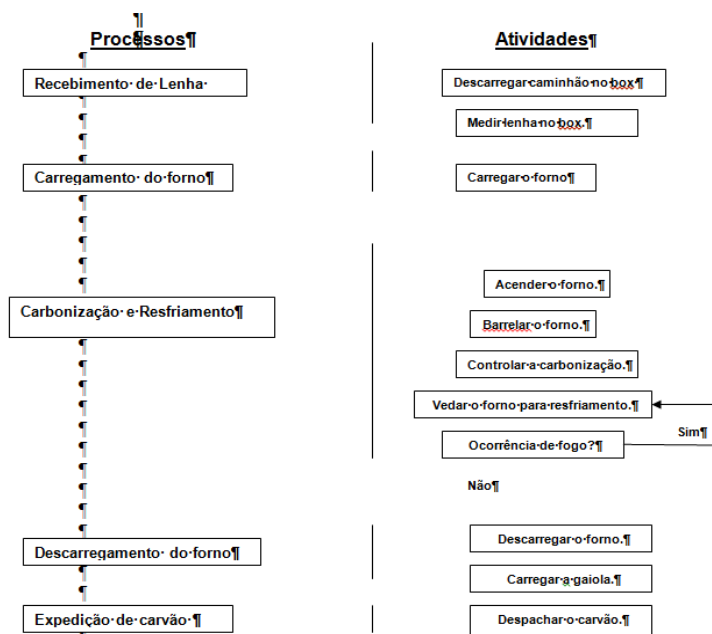 Processos
Atividades
Recebimento de Lenha
Descarregar caminhão no box
Medir lenha no box.
Carregamento do forno
Carregar o forno
Acender o forno.
Carbonização e Resfriamento
Barrelar o forno.
Controlar a carbonização.
Vedar o forno para resfriamento.
Sim
Ocorrência de fogo?
Não
Descarregar o forno.
Descarregamento do forno
Carregar a gaiola.
Expedição de carvão
Despachar o carvão.